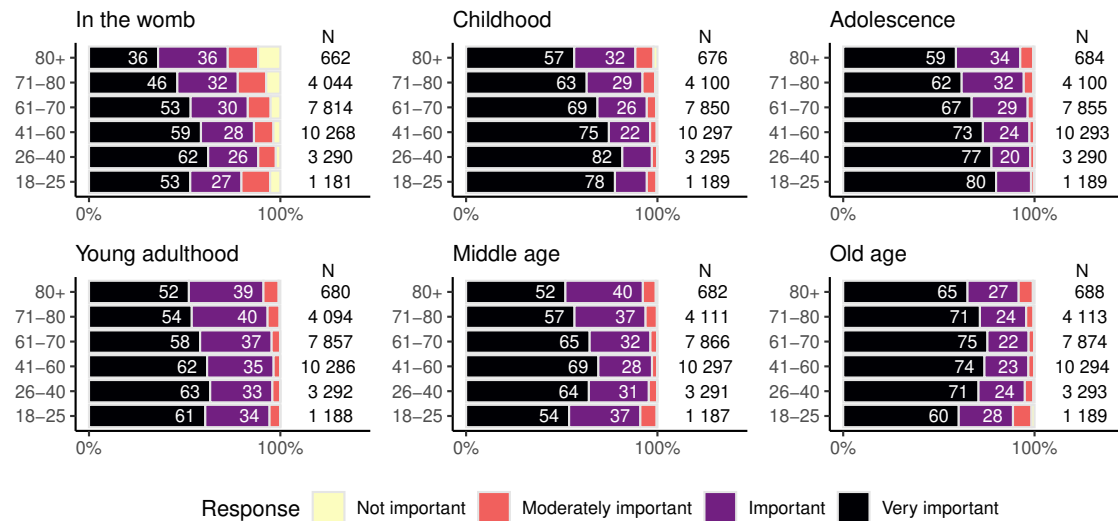 In the womb
N
80+ 36 36 662
71−80 46 32 4 044
61−70 53 30 7 814
41−60 59 28 10 268
26−40 62 26 3 290
18−25 53 27 1 181
0% 100%
Childhood
N
57 32 676
71−80 63 29 4 100
61−70 69 26 7 850
41−60 75 22 10 297
26−40 82 3 295
18−25 78 1 189
0% 100%
Adolescence
N
80+ 59 34 684
71−80 62 32 4 100
61−70 67 29 7 855
41−60 73 24 10 293
26−40 77 20 3 290
18−25 80 1 189
0% 100%
Young adulthood
N
80+ 52 39 680
71−80 54 40 4 094
61−70 58 37 7 857
41−60 62 35 10 286
26−40 63 33 3 292
18−25 61 34 1 188
0% 100%
Middle age
N
80+ 52 40 682
71−80 57 37 4 111
61−70 65 32 7 866
41−60 69 28 10 297
26−40 64 31 3 291
18−25 54 37 1 187
0% 100%
Old age
N
80+ 65 27 688
71−80 71 24 4 113
61−70 75 22 7 874
41−60 74 23 10 294
26−40 71 24 3 293
18−25 60 28 1 189
0% 100%
Response Not important Moderately important Important Very important